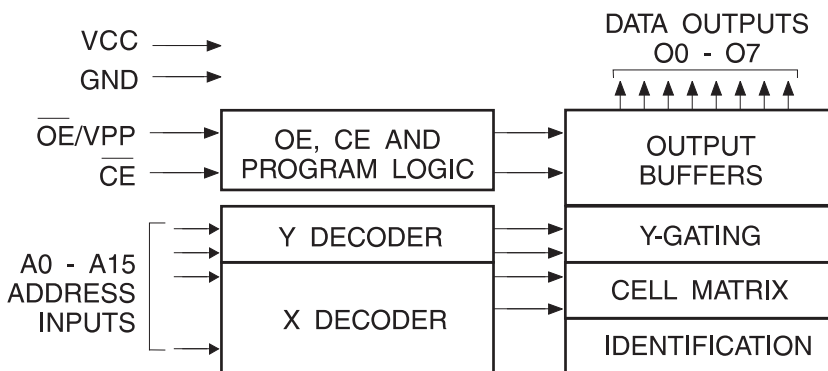 VCC
GND
OE/VPP
CE
A0 - A15
ADDRESS
INPUTS
OE, CE AND
PROGRAM LOGIC
Y DECODER
X DECODER
DATA OUTPUTS
O0 - O7
OUTPUT
BUFFERS
Y-GATING
CELL MATRIX
IDENTIFICATION